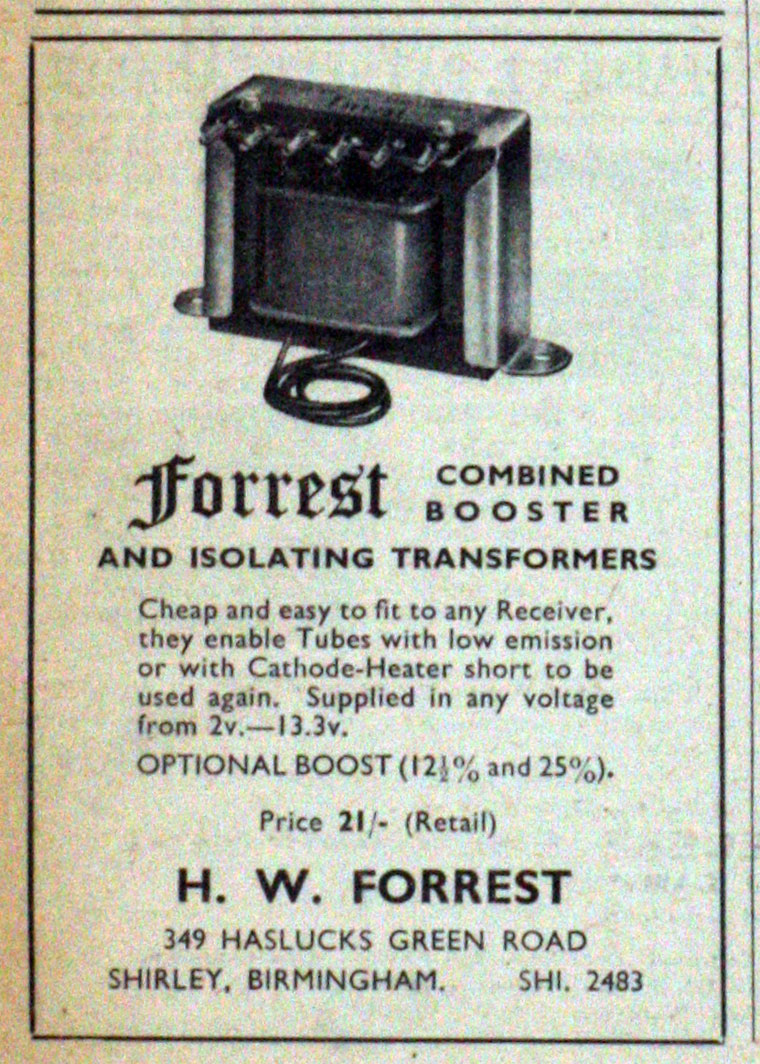 Forrest COMBINED
BOOSTER
AND ISOLATING TRANSFORMERS
Cheap and easy to fit to any Receiver,
they enable Tubes with low emission
or with Cathode-Heater short to be
used again. Supplied in any voltage
from 2v.—13.3v.
OPTIONAL BOOST (12½% and 25%).
Price 21/- (Retail)
H. W. FORREST
349 HASLUCKS GREEN ROAD
SHIRLEY, BIRMINGHAM. SHI. 2483